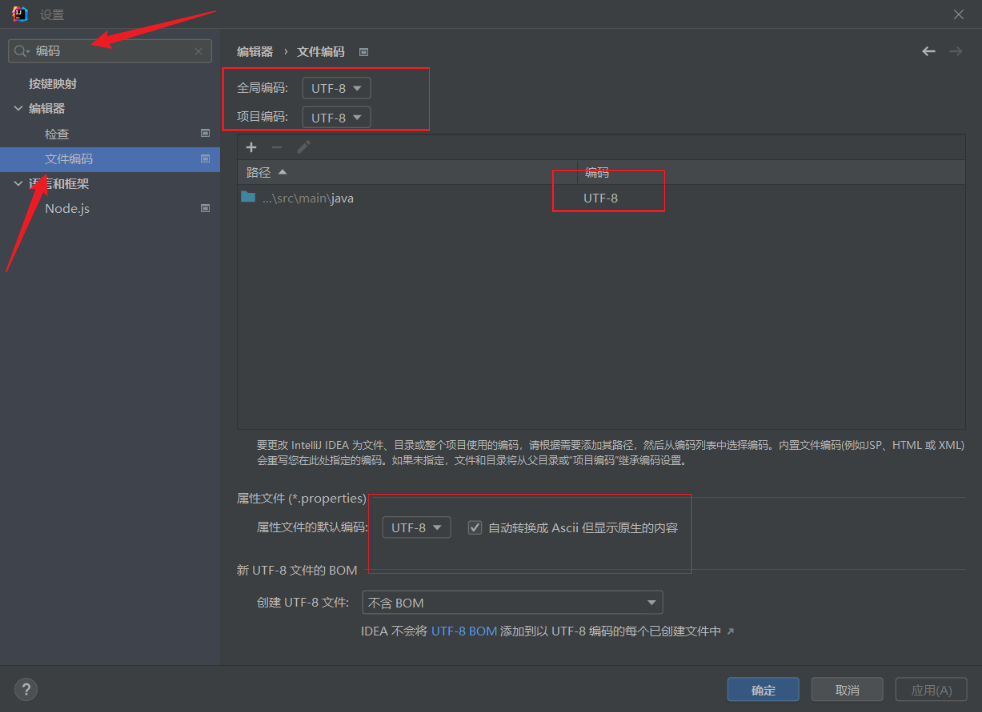 设置
编码
按键映射
编辑器
检查
文件编码
语言和框架
Node.js
编辑器 › 文件编码
全局编码: UTF-8
项目编码: UTF-8
路径 编码
...\src\main\java UTF-8
要更改 IntelliJ IDEA 为文件、目录或整个项目使用的编码，请根据需要添加其路径，然后从编码列表中选择编码。内置文件编码(例如JSP、HTML 或 XML)
会重写您在此处指定的编码。如果未指定，文件和目录将从父目录或"项目编码"继承编码设置。
属性文件 (*.properties)
属性文件的默认编码: UTF-8 自动转换成 Ascii 但显示原生的内容
新 UTF-8 文件的 BOM
创建 UTF-8 文件: 不含 BOM
IDEA 不会将 UTF-8 BOM 添加到以 UTF-8 编码的每个已创建文件中 ↗
? 确定 取消 应用(A)